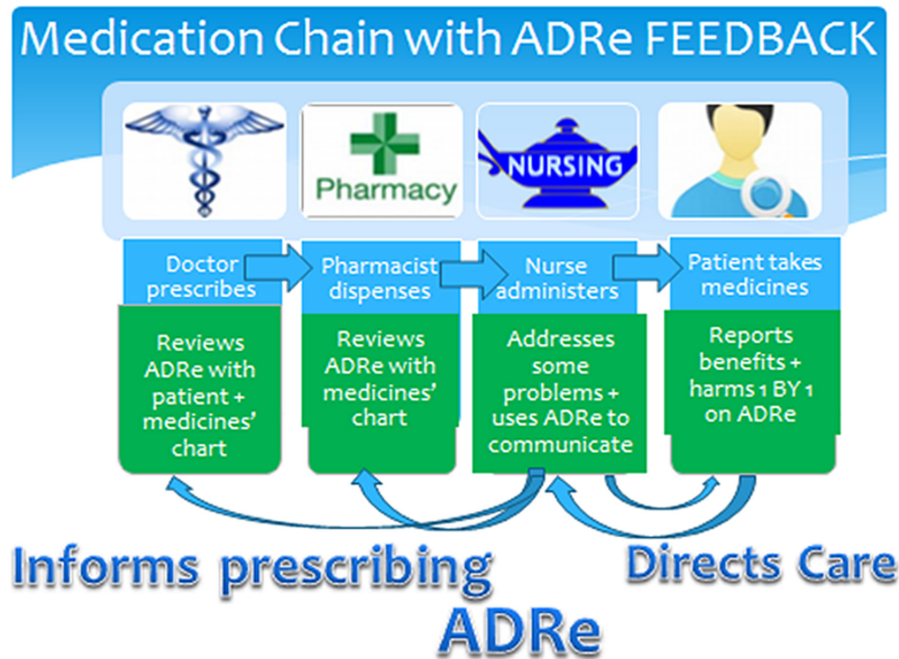 Medication Chain with ADRe FEEDBACK
Pharmacy
NURSING
Doctor
prescribes
Pharmacist
dispenses
Nurse
administers
Patient takes
medicines
Reviews
ADRe with
patient +
medicines’
chart
Reviews
ADRe with
medicines’
chart
Addresses
some
problems +
uses ADRe to
communicate
Reports
benefits +
harms 1 BY 1
on ADRe
Informs prescribing
Directs Care
ADRe